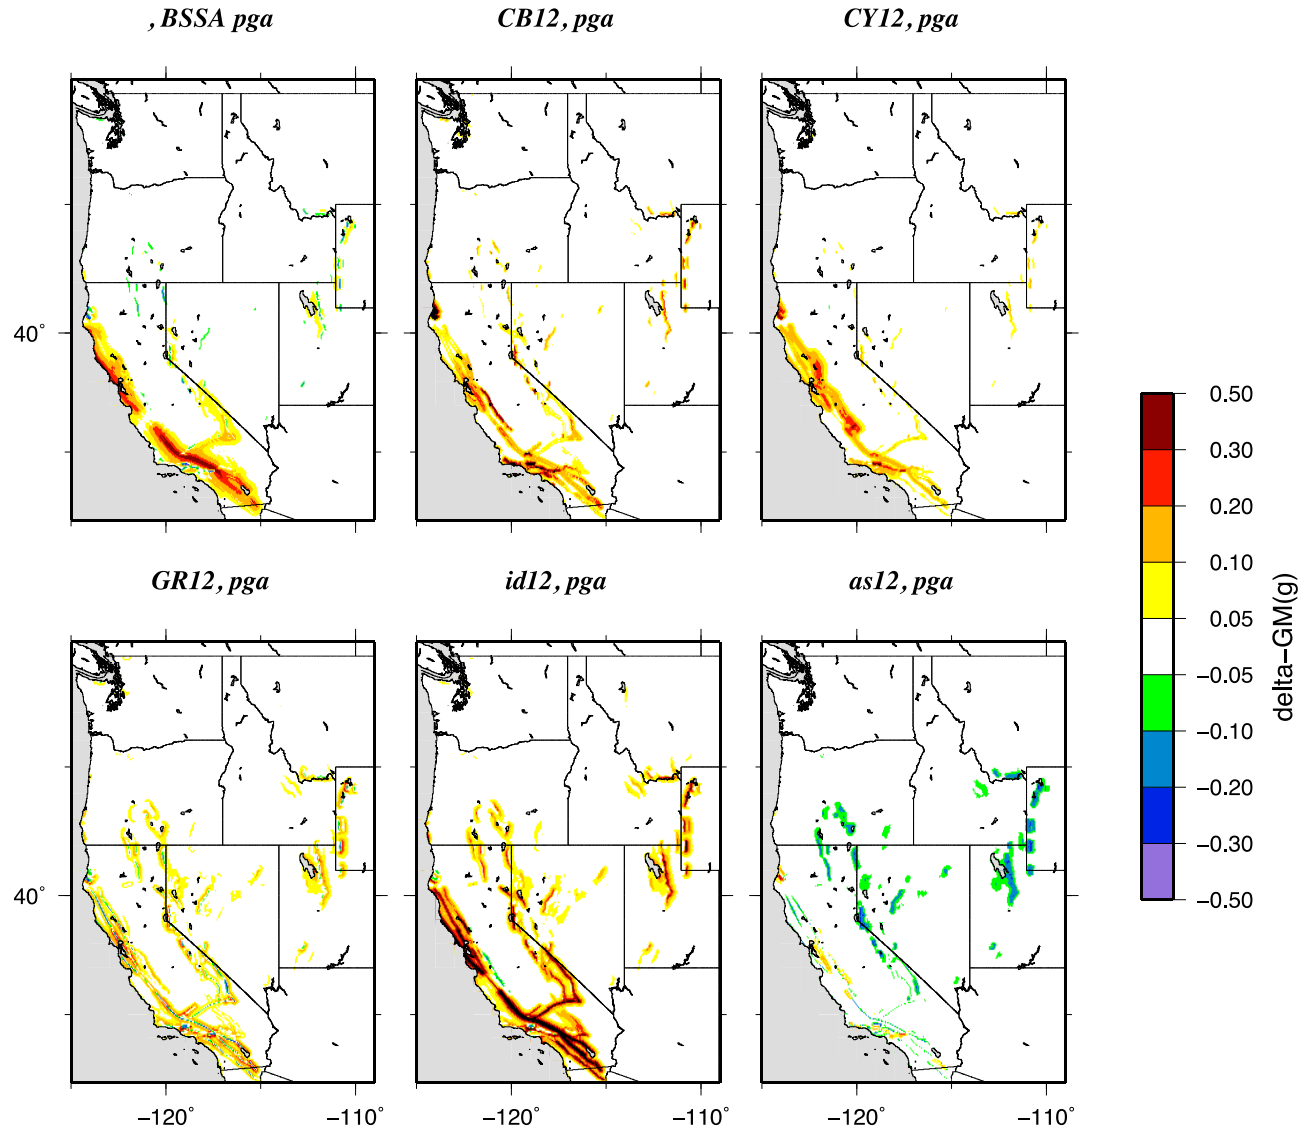 , BSSA pga
CB12, pga
CY12, pga
40°
GR12, pga
id12, pga
as12, pga
40°
−120°
−110°
−120°
−110°
−120°
−110°
0.50
0.30
0.20
0.10
0.05
−0.05
−0.10
−0.20
−0.30
−0.50
delta−GM(g)